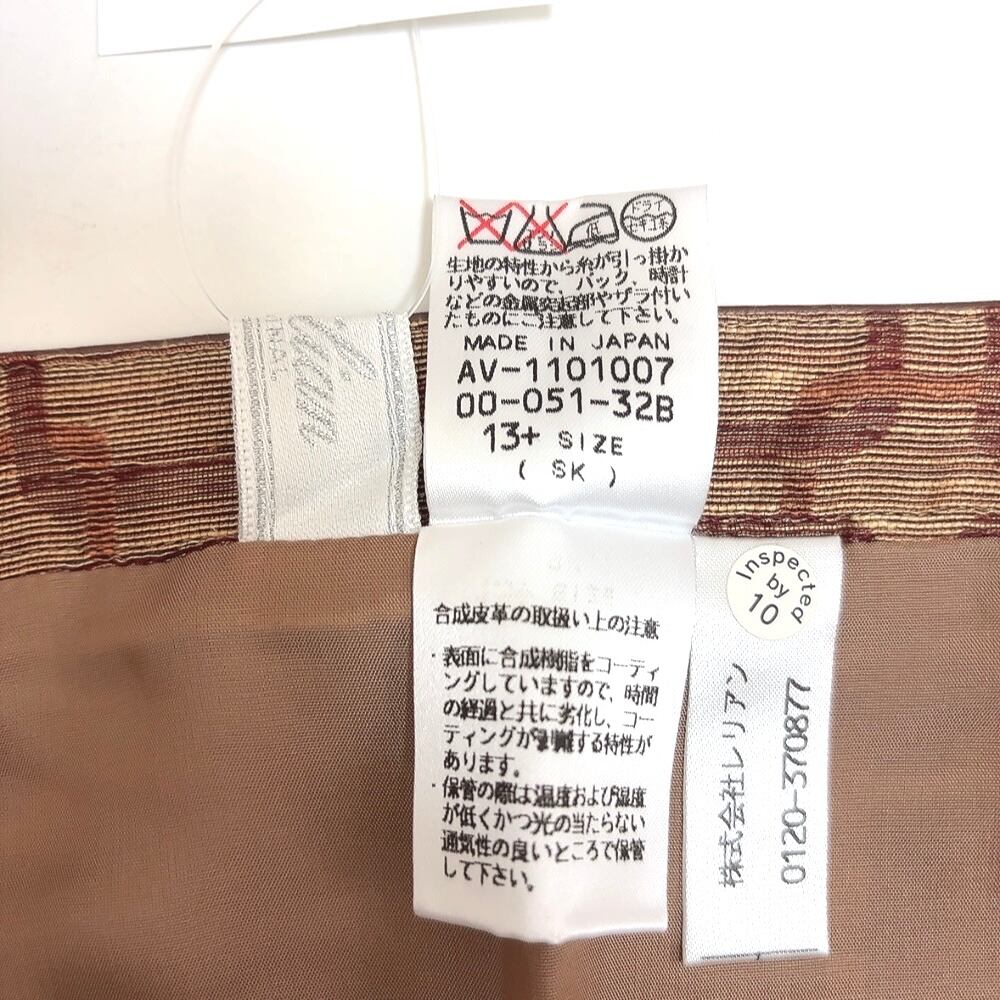 ドライ
低
生地の特性から糸が引っ掛か
りやすいので、バック、時計
などの金属突起部やザラ付い
たものにご注意して下さい。
MADE IN JAPAN
AV-1101007
00-051-32B
13+ SIZE
( SK )
合成皮革の取扱い上の注意
・表面に合成樹脂をコーティ
ングしていますので、時間
の経過と共に劣化し、コー
ティングが剥離する特性が
あります。
・保管の際は温度および湿度
が低くかつ光の当たらない
通気性の良いところで保管
して下さい。
Inspected
by
10
株式会社レリアン
0120-370877